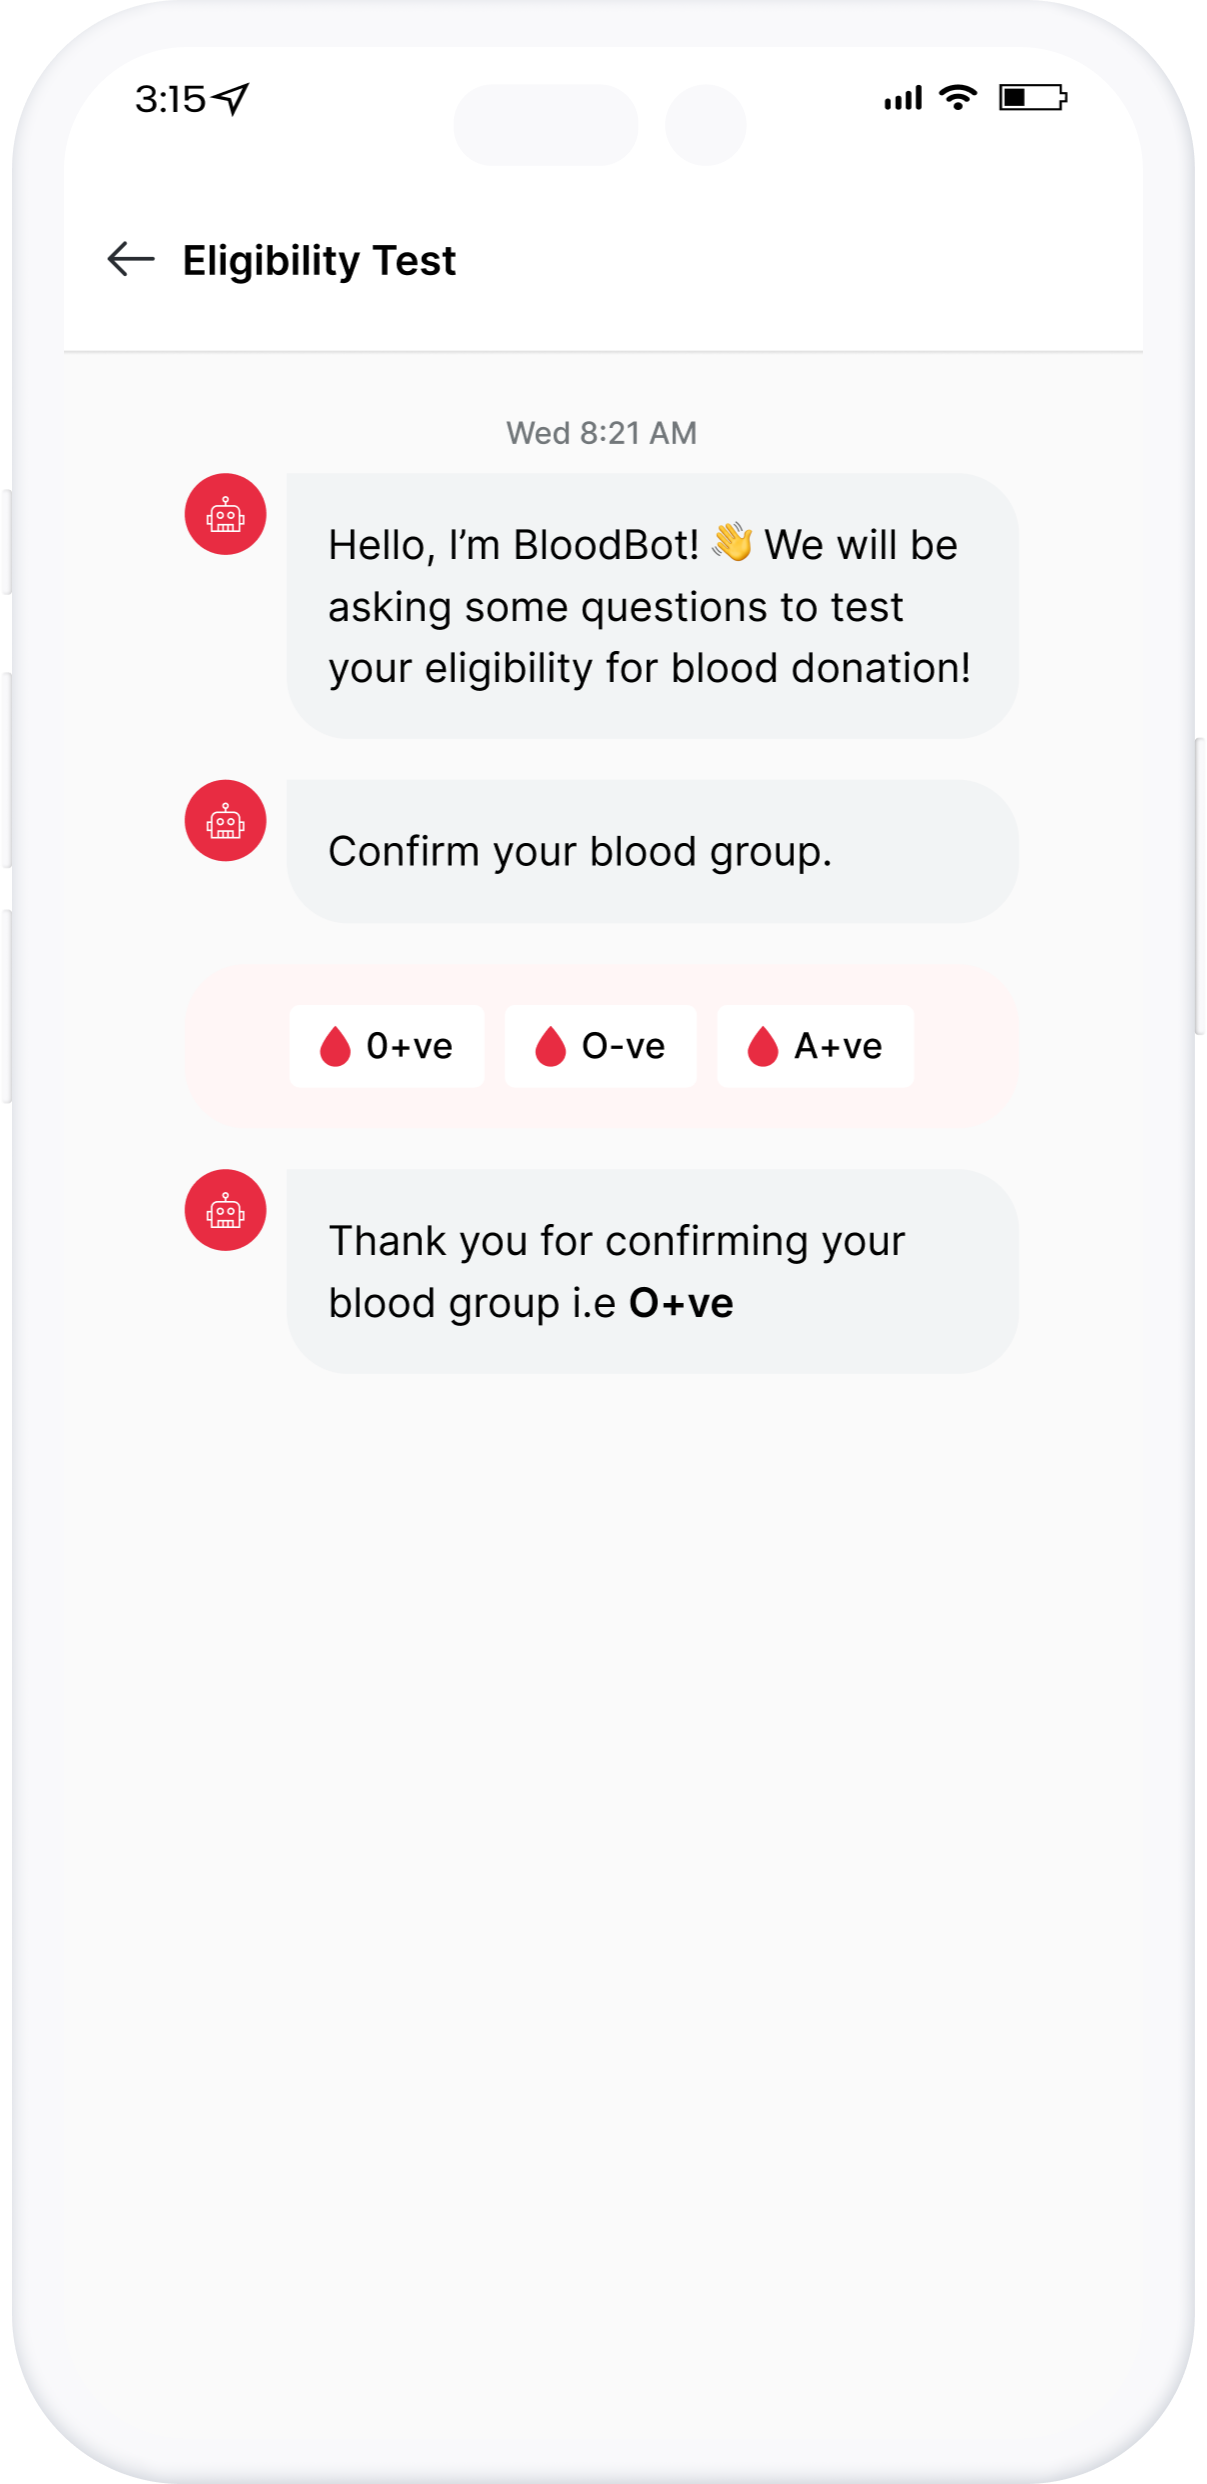 3:15
Eligibility Test
Wed 8:21 AM
Hello, I’m BloodBot! 👋 We will be
asking some questions to test
your eligibility for blood donation!
Confirm your blood group.
0+ve O-ve A+ve
Thank you for confirming your
blood group i.e O+ve